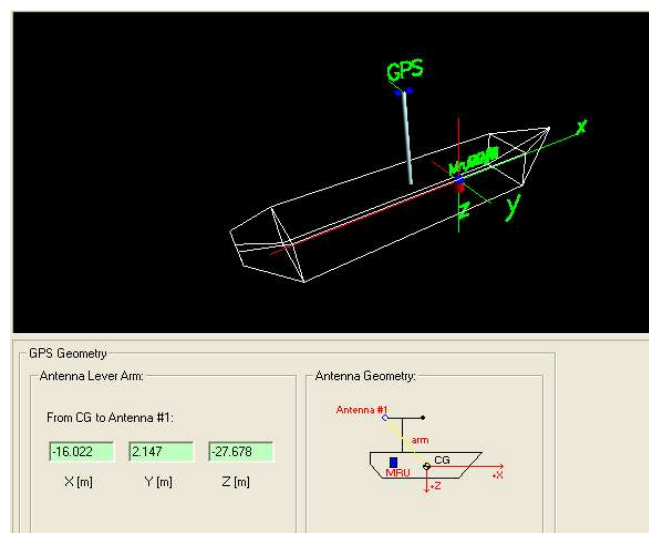 GPS
x
z
y
GPS Geometry
Antenna Lever Arm:
From CG to Antenna #1:
-16.022
2.147
-27.678
X [m]
Y [m]
Z [m]
Antenna Geometry:
Antenna #1
arm
CG
MRU
+X
+Z